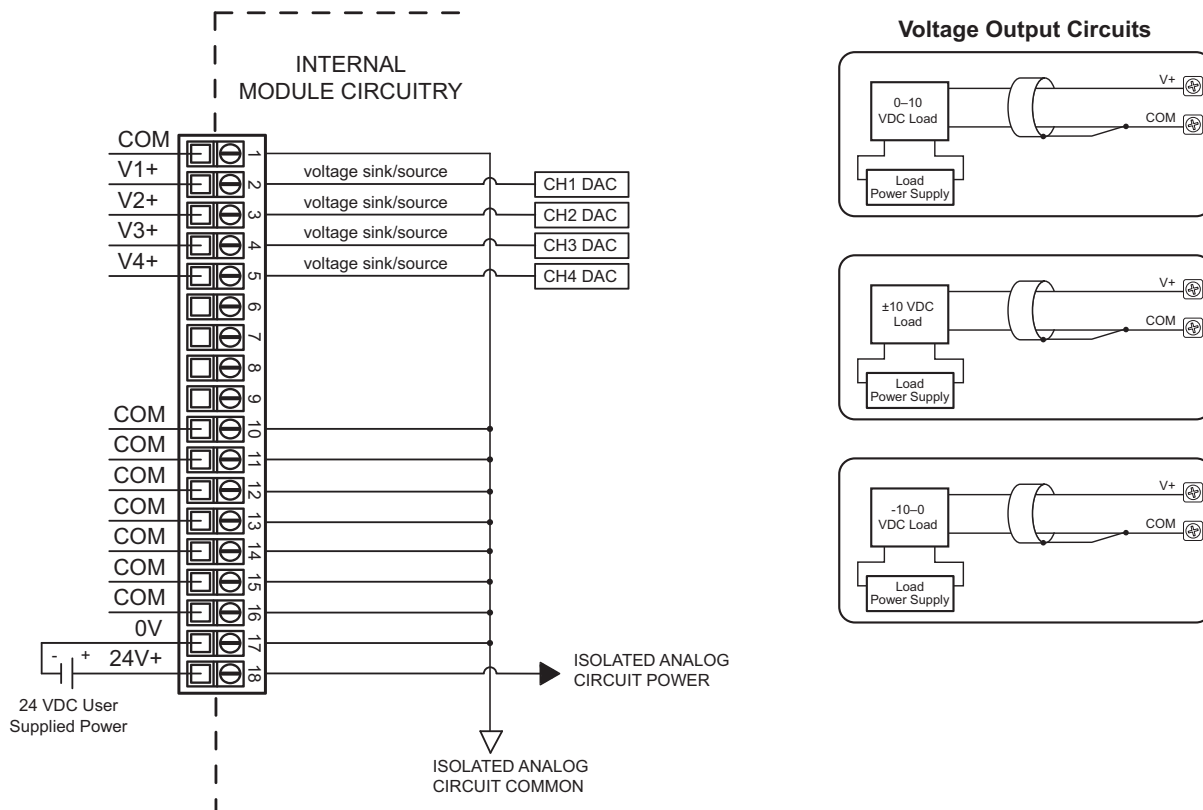 INTERNAL
MODULE CIRCUITRY
COM
V1+
V2+
V3+
V4+
COM
COM
COM
COM
COM
COM
COM
0V
24V+
- +
24 VDC User
Supplied Power
1
2
3
4
5
6
7
8
9
10
11
12
13
14
15
16
17
18
voltage sink/source
CH1 DAC
voltage sink/source
CH2 DAC
voltage sink/source
CH3 DAC
voltage sink/source
CH4 DAC
ISOLATED ANALOG
CIRCUIT POWER
ISOLATED ANALOG
CIRCUIT COMMON
Voltage Output Circuits
0–10
VDC Load
Load
Power Supply
V+
COM
±10 VDC
Load
Load
Power Supply
V+
COM
-10–0
VDC Load
Load
Power Supply
V+
COM